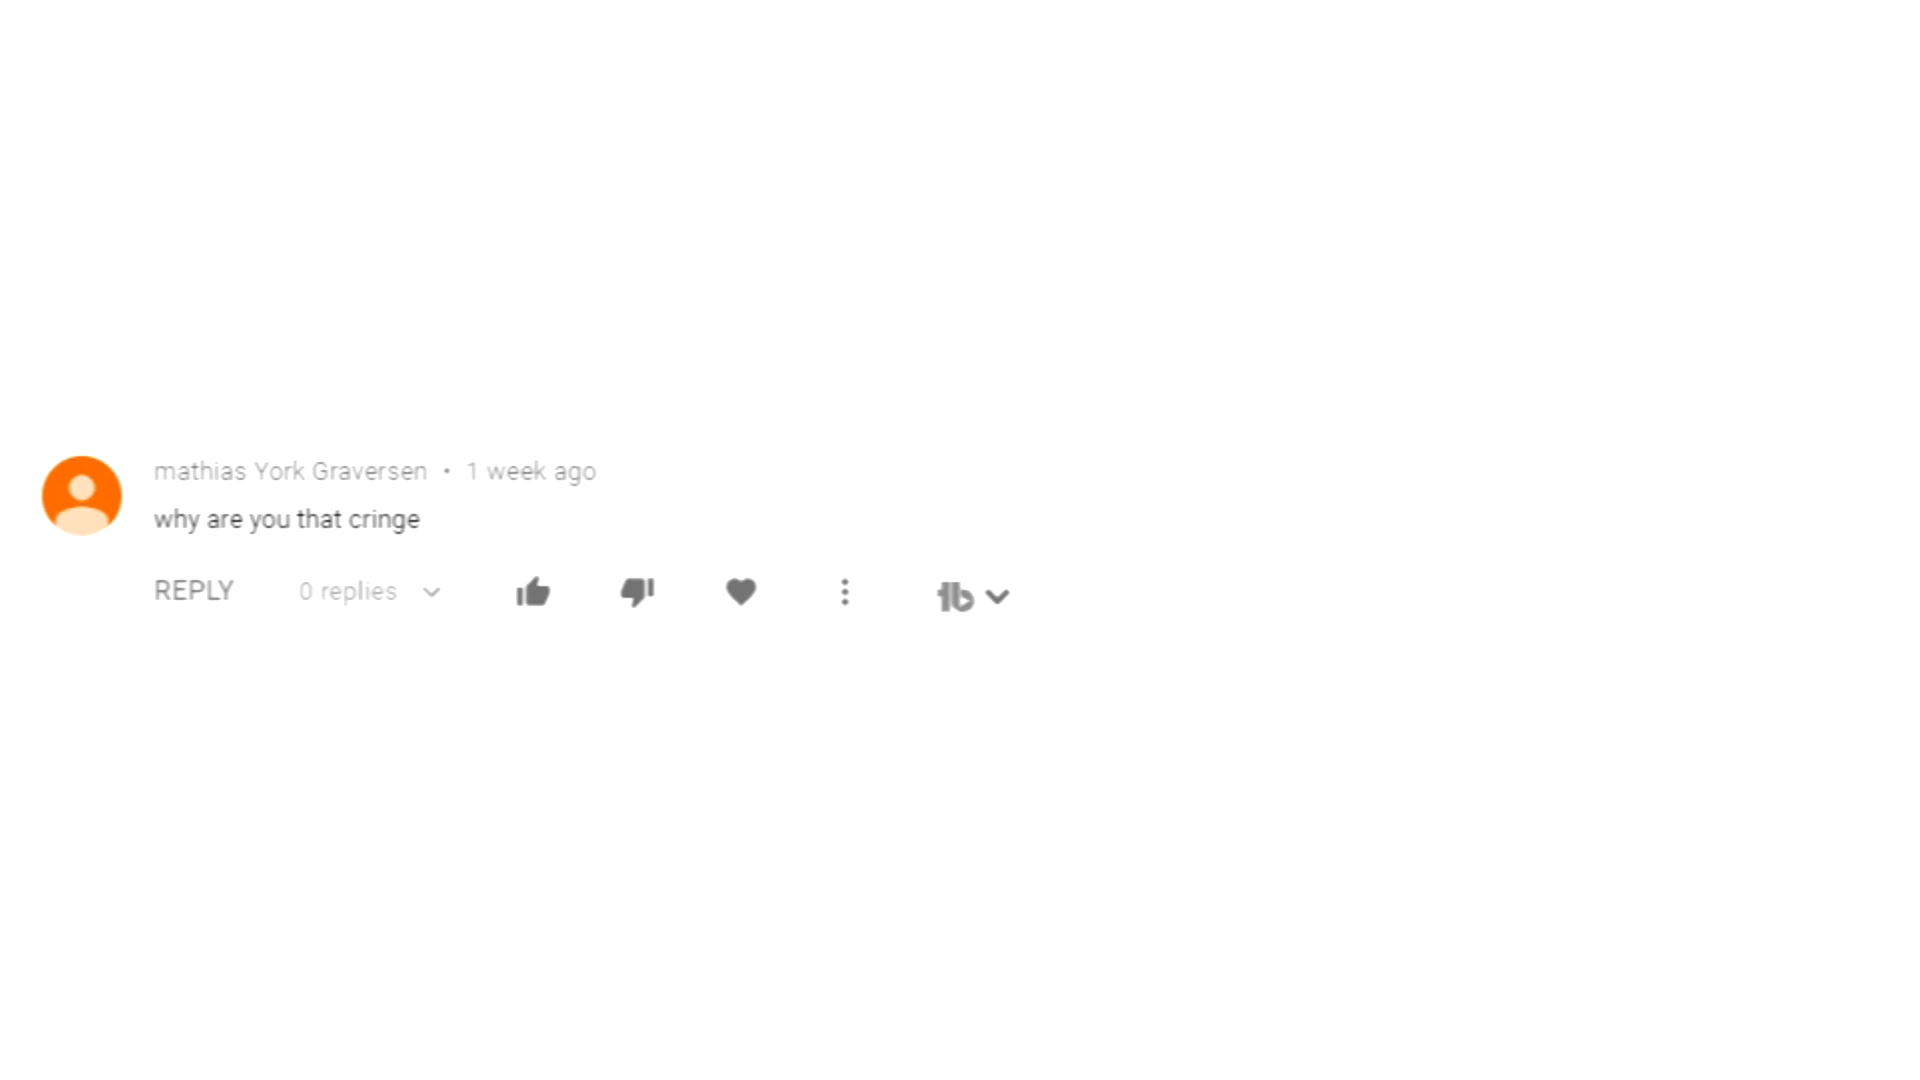 mathias York Graversen • 1 week ago
why are you that cringe
REPLY 0 replies